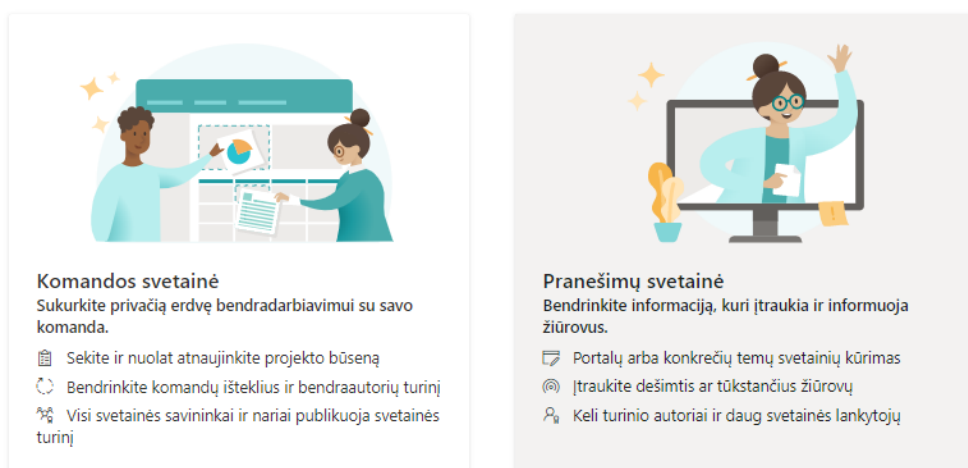 Komandos svetainė
Sukurkite privačią erdvę bendradarbiavimui su savo
komanda.
Sekite ir nuolat atnaujinkite projekto būseną
Bendrinkite komandų išteklius ir bendraautorių turinį
Visi svetainės savininkai ir nariai publikuoja svetainės
turinį
Pranešimų svetainė
Bendrinkite informaciją, kuri įtraukia ir informuoja
žiūrovus.
Portalų arba konkrečių temų svetainių kūrimas
Įtraukite dešimtis ar tūkstančius žiūrovų
Keli turinio autoriai ir daug svetainės lankytojų